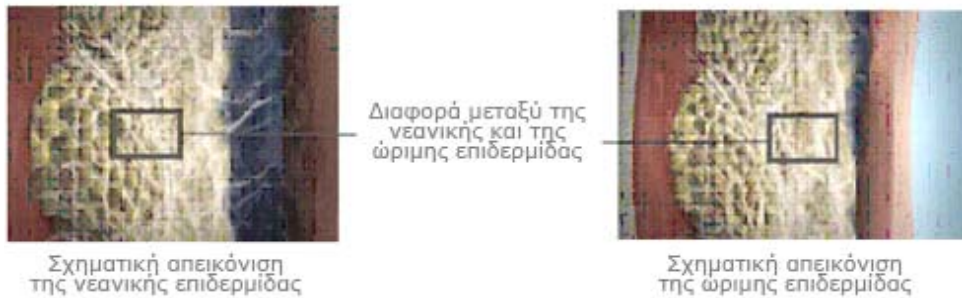 Διαφορά μεταξύ της
νεανικής και της
ώριμης επιδερμίδας
Σχηματική απεικόνιση
της νεανικής επιδερμίδας
Σχηματική απεικόνιση
της ώριμης επιδερμίδας